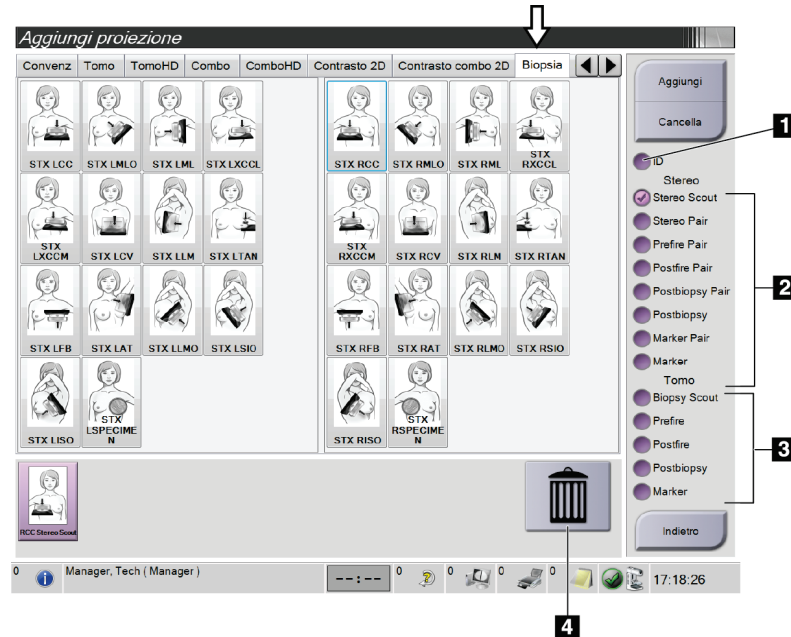 Aggiungi proiezione
Convenz Tomo TomoHD Combo ComboHD Contrasto 2D Contrasto combo 2D Biopsia
STX LCC STX LMLO STX LML STX LXCCL STX RCC STX RMLO STX RML STX
RXCCL
STX
LXCCM STX LCV STX LLM STX LTAN STX
RXCCM STX RCV STX RLM STX RTAN
STX LFB STX LAT STX LLMO STX LSIO STX RFB STX RAT STX RLMO STX RSIO
STX LISO STX
LSPECIME
N STX RISO STX
RSPECIME
N
RCC Stereo Scout
Aggiungi
Cancella
1
ID
Stereo
Stereo Scout
Stereo Pair
Prefire Pair
Postfire Pair
Postbiopsy Pair
2
Postbiopsy
Marker Pair
Marker
Tomo
Biopsy Scout
Prefire
Postfire
3
Postbiopsy
Marker
Indietro
0 Manager, Tech ( Manager ) --:-- 0 0 0 0 17:18:26
4